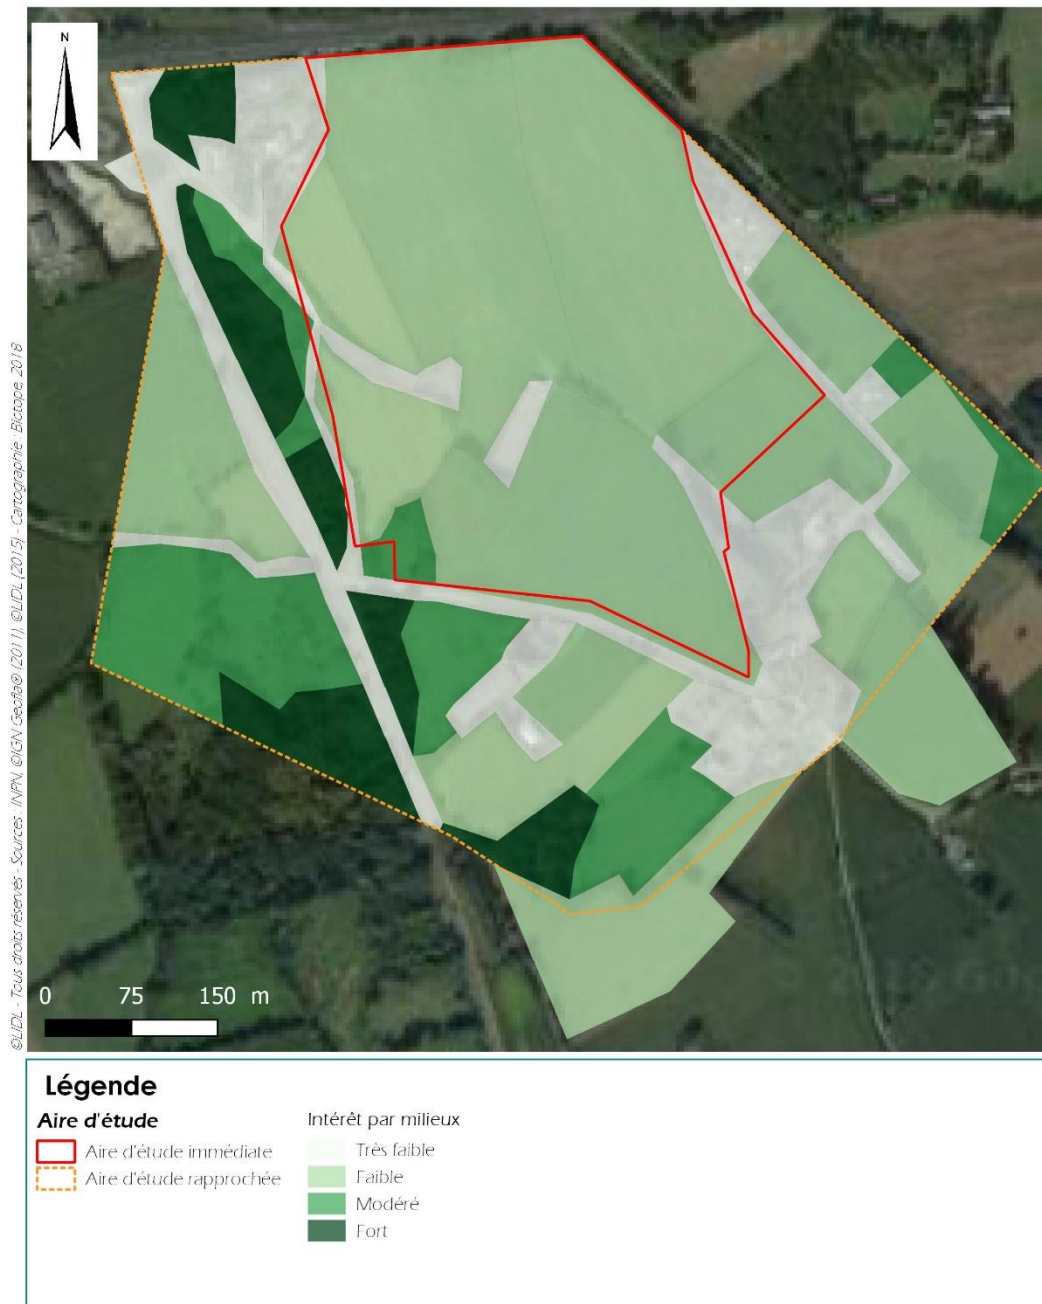 N
©LIDL - Tous droits réservés - Sources : INPN, ©IGN Geofla® (2011), ©LIDL (2015) - Cartographie : Biotope, 2018
0 75 150 m
Légende
Aire d'étude
Aire d'étude immédiate
Aire d'étude rapprochée
Intérêt par milieux
Très faible
Faible
Modéré
Fort